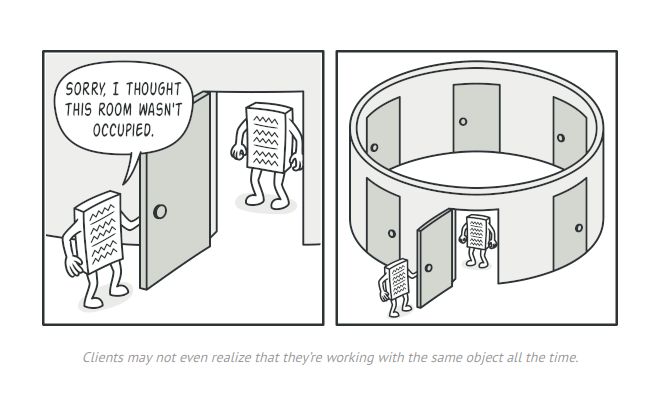 SORRY, I THOUGHT
THIS ROOM WASN'T
OCCUPIED.
Clients may not even realize that they're working with the same object all the time.